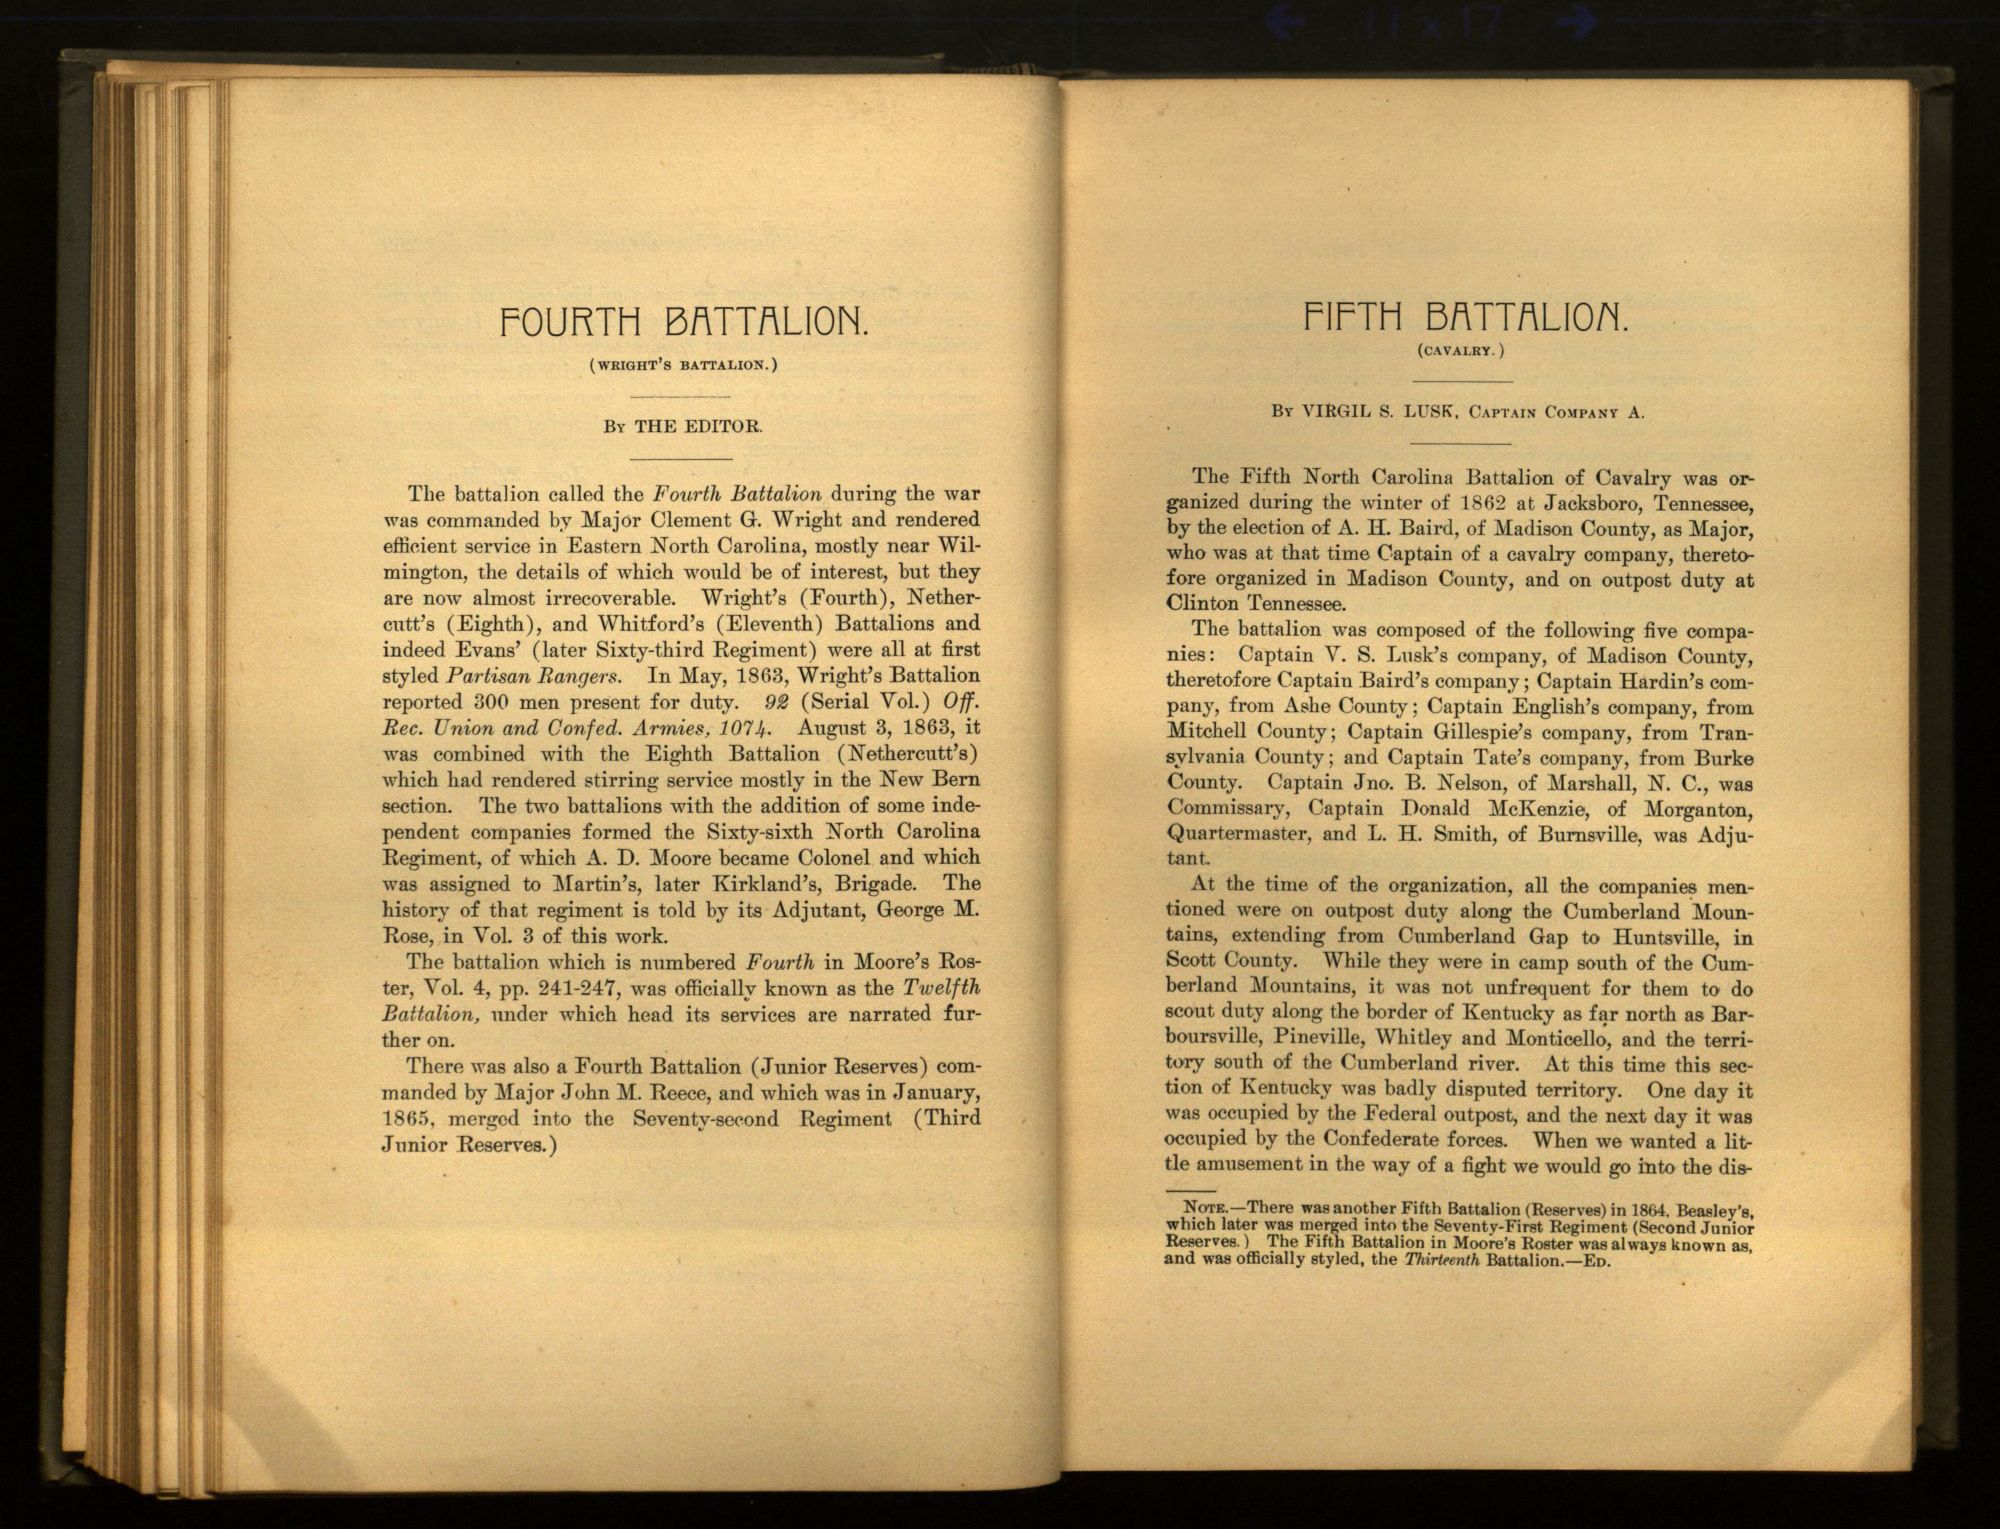 ← 11 x 17 →
FOURTH BATTALION.
(WRIGHT'S BATTALION.)
By THE EDITOR.
The battalion called the Fourth Battalion during the war
was commanded by Major Clement G. Wright and rendered
efficient service in Eastern North Carolina, mostly near Wil-
mington, the details of which would be of interest, but they
are now almost irrecoverable. Wright's (Fourth), Nether-
cutt's (Eighth), and Whitford's (Eleventh) Battalions and
indeed Evans' (later Sixty-third Regiment) were all at first
styled Partisan Rangers. In May, 1863, Wright's Battalion
reported 300 men present for duty. 92 (Serial Vol.) Off.
Rec. Union and Confed. Armies, 1074. August 3, 1863, it
was combined with the Eighth Battalion (Nethercutt's)
which had rendered stirring service mostly in the New Bern
section. The two battalions with the addition of some inde-
pendent companies formed the Sixty-sixth North Carolina
Regiment, of which A. D. Moore became Colonel and which
was assigned to Martin's, later Kirkland's, Brigade. The
history of that regiment is told by its Adjutant, George M.
Rose, in Vol. 3 of this work.
The battalion which is numbered Fourth in Moore's Ros-
ter, Vol. 4, pp. 241-247, was officially known as the Twelfth
Battalion, under which head its services are narrated fur-
ther on.
There was also a Fourth Battalion (Junior Reserves) com-
manded by Major John M. Reece, and which was in January,
1865, merged into the Seventy-second Regiment (Third
Junior Reserves.)
FIFTH BATTALION.
(CAVALRY.)
By VIRGIL S. LUSK, Captain Company A.
The Fifth North Carolina Battalion of Cavalry was or-
ganized during the winter of 1862 at Jacksboro, Tennessee,
by the election of A. H. Baird, of Madison County, as Major,
who was at that time Captain of a cavalry company, thereto-
fore organized in Madison County, and on outpost duty at
Clinton Tennessee.
The battalion was composed of the following five compa-
nies: Captain V. S. Lusk's company, of Madison County,
theretofore Captain Baird's company; Captain Hardin's com-
pany, from Ashe County; Captain English's company, from
Mitchell County; Captain Gillespie's company, from Tran-
sylvania County; and Captain Tate's company, from Burke
County. Captain Jno. B. Nelson, of Marshall, N. C., was
Commissary, Captain Donald McKenzie, of Morganton,
Quartermaster, and L. H. Smith, of Burnsville, was Adju-
tant.
At the time of the organization, all the companies men-
tioned were on outpost duty along the Cumberland Moun-
tains, extending from Cumberland Gap to Huntsville, in
Scott County. While they were in camp south of the Cum-
berland Mountains, it was not unfrequent for them to do
scout duty along the border of Kentucky as far north as Bar-
boursville, Pineville, Whitley and Monticello, and the terri-
tory south of the Cumberland river. At this time this sec-
tion of Kentucky was badly disputed territory. One day it
was occupied by the Federal outpost, and the next day it was
occupied by the Confederate forces. When we wanted a lit-
tle amusement in the way of a fight we would go into the dis-
Note.—There was another Fifth Battalion (Reserves) in 1864, Beasley's,
which later was merged into the Seventy-First Regiment (Second Junior
Reserves.) The Fifth Battalion in Moore's Roster was always known as,
and was officially styled, the Thirteenth Battalion.—Ed.